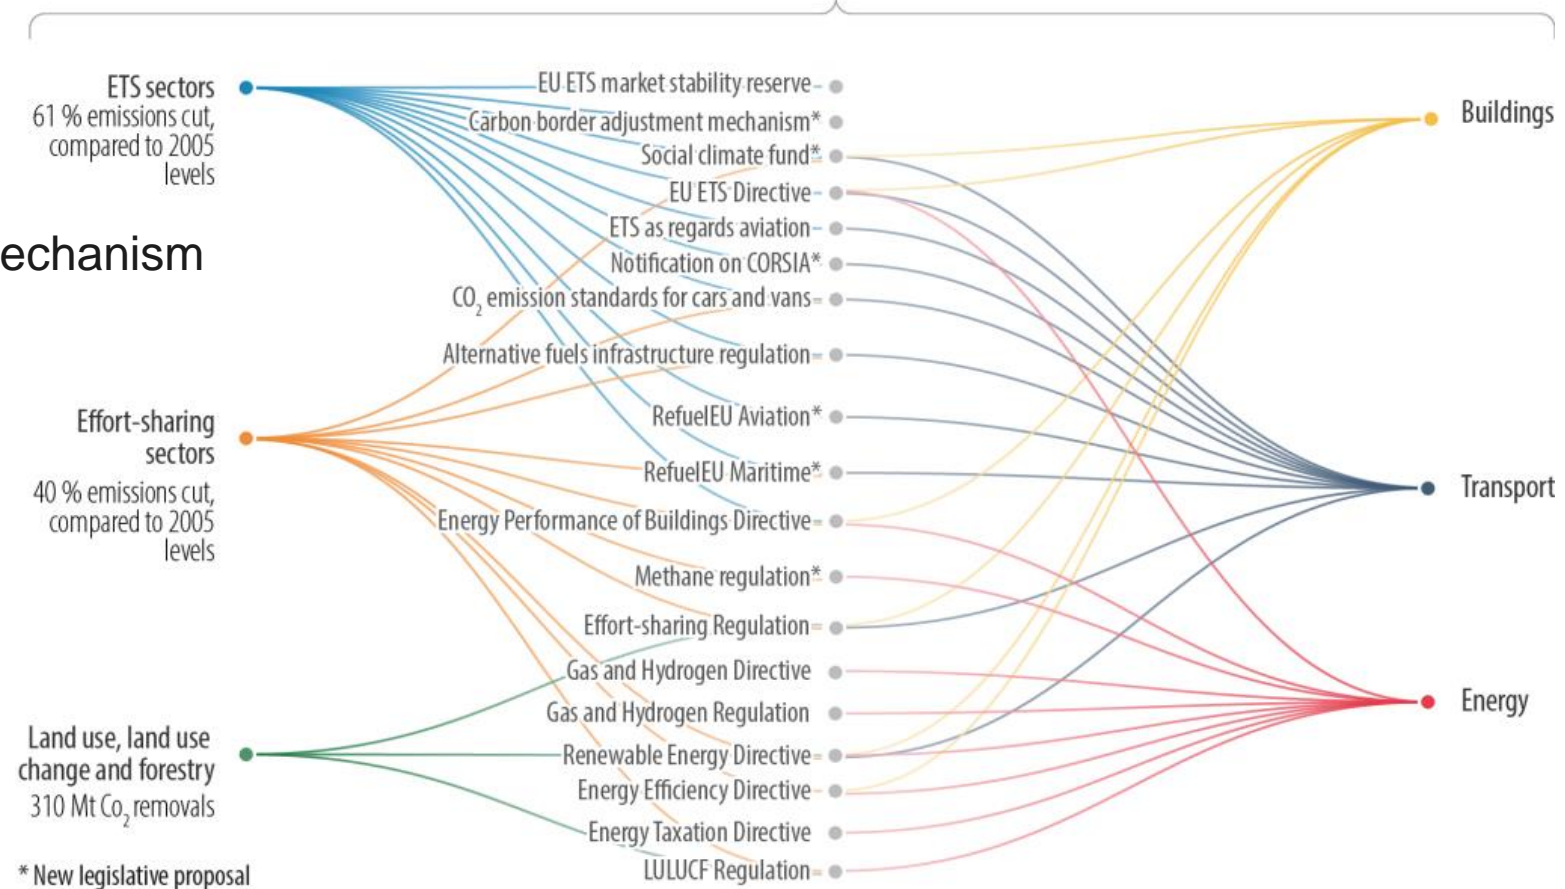 ETS sectors
61 % emissions cut,
compared to 2005
levels
echanism
Effort-sharing
sectors
40 % emissions cut,
compared to 2005
levels
Land use, land use
change and forestry
310 Mt Co₂ removals
* New legislative proposal
EU ETS market stability reserve
Carbon border adjustment mechanism*
Social climate fund*
EU ETS Directive
ETS as regards aviation
Notification on CORSIA*
CO₂ emission standards for cars and vans
Alternative fuels infrastructure regulation
RefuelEU Aviation*
RefuelEU Maritime*
Energy Performance of Buildings Directive
Methane regulation*
Effort-sharing Regulation
Gas and Hydrogen Directive
Gas and Hydrogen Regulation
Renewable Energy Directive
Energy Efficiency Directive
Energy Taxation Directive
LULUCF Regulation
Buildings
Transport
Energy